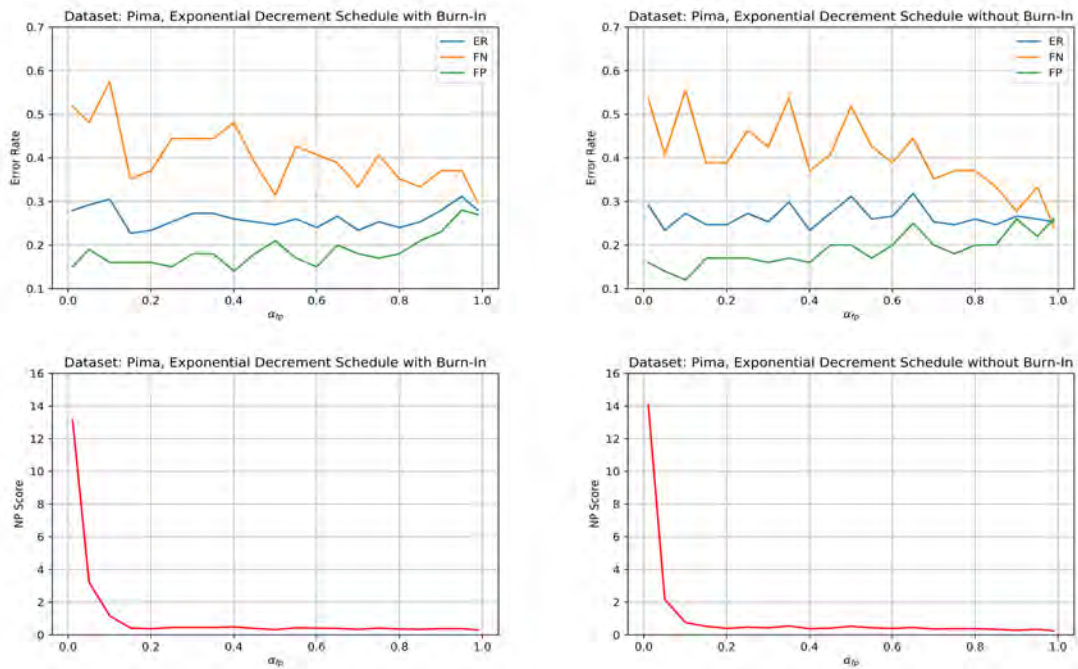 Dataset: Pima, Exponential Decrement Schedule with Burn-In
0.7
0.6
0.5
0.4
0.3
0.2
0.1
Error Rate
ER
FN
FP
0.0 0.2 0.4 0.6 0.8 1.0
α_fp
Dataset: Pima, Exponential Decrement Schedule without Burn-In
0.7
0.6
0.5
0.4
0.3
0.2
0.1
Error Rate
ER
FN
FP
0.0 0.2 0.4 0.6 0.8 1.0
α_fp
Dataset: Pima, Exponential Decrement Schedule with Burn-In
16
14
12
10
8
6
4
2
0
NP Score
0.0 0.2 0.4 0.6 0.8 1.0
α_fp
Dataset: Pima, Exponential Decrement Schedule without Burn-In
16
14
12
10
8
6
4
2
0
NP Score
0.0 0.2 0.4 0.6 0.8 1.0
α_fp